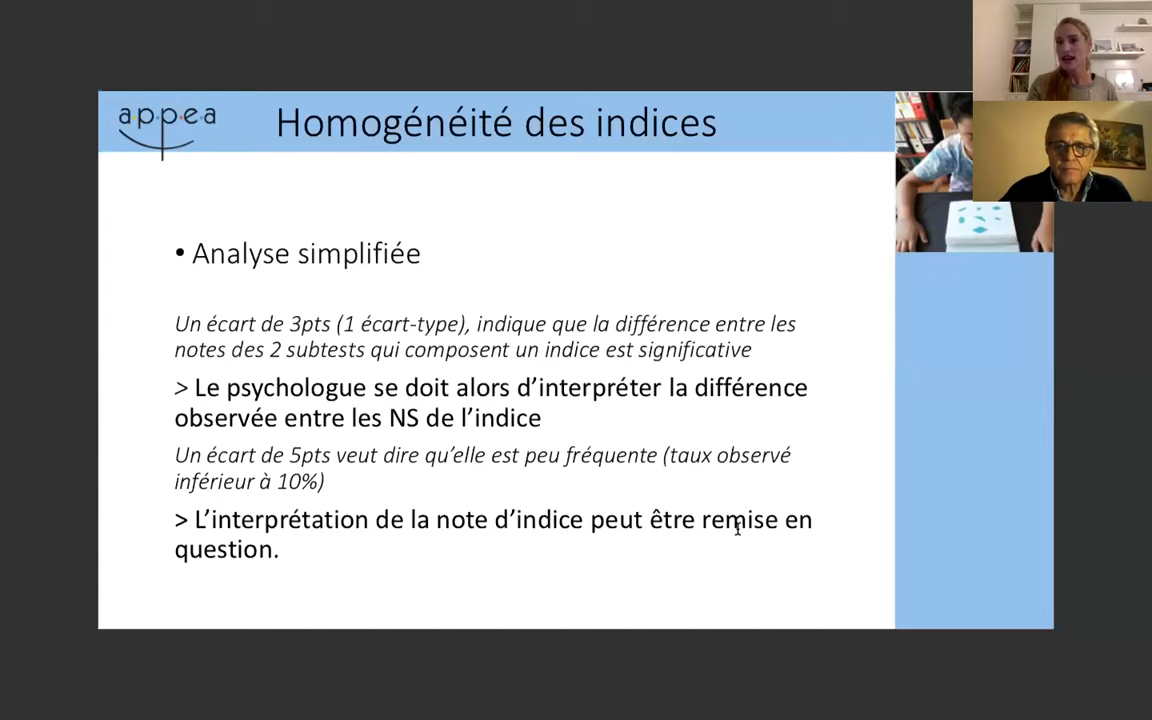 appea
Homogénéité des indices
• Analyse simplifiée
Un écart de 3pts (1 écart-type), indique que la différence entre les
notes des 2 subtests qui composent un indice est significative
> Le psychologue se doit alors d’interpréter la différence
observée entre les NS de l’indice
Un écart de 5pts veut dire qu’elle est peu fréquente (taux observé
inférieur à 10%)
> L’interprétation de la note d’indice peut être remise en
question.